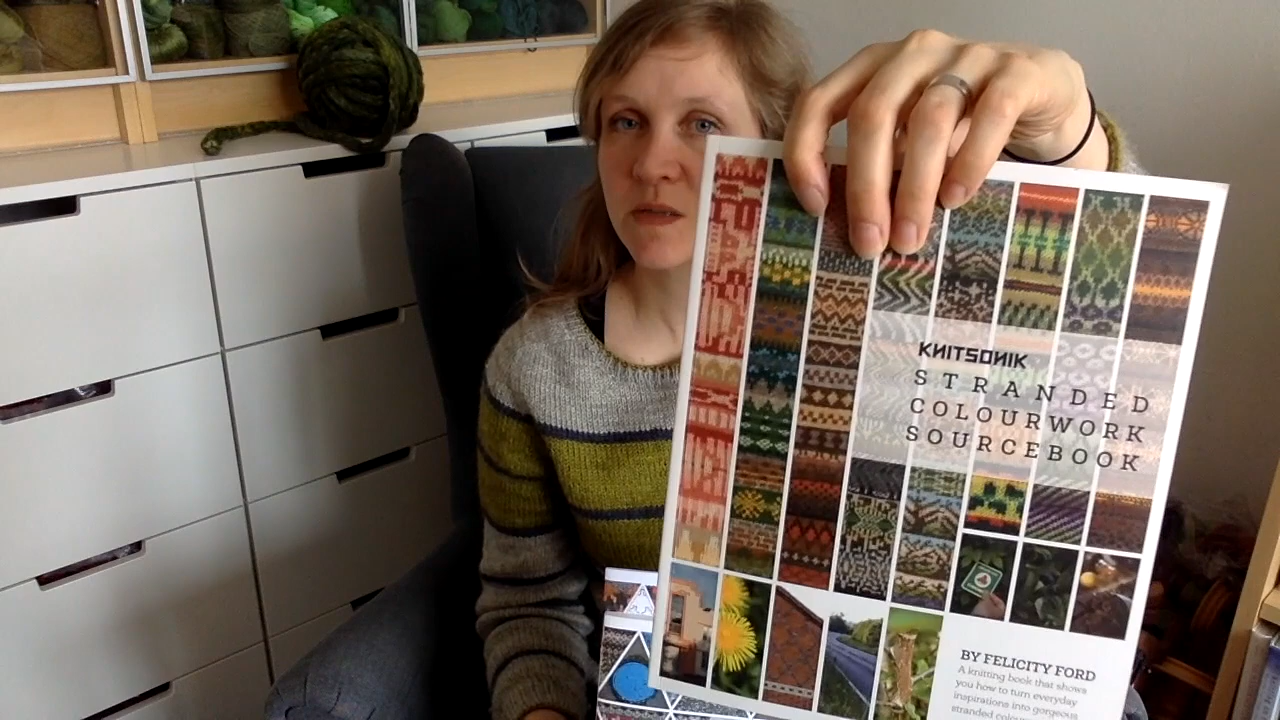 KNITSONIK
STRANDED
COLOURWORK
SOURCEBOOK
BY FELICITY FORD
A knitting book that shows
you how to turn everyday
inspirations into gorgeous
stranded